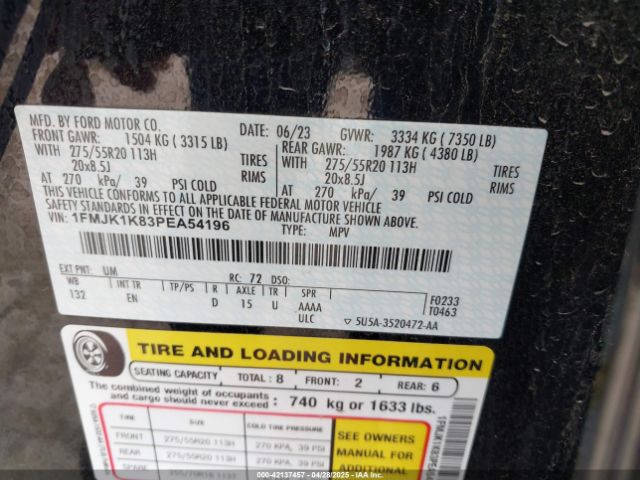 MFD. BY FORD MOTOR CO.
DATE: 06/23 GVWR: 3334 KG ( 7350 LB)
FRONT GAWR: 1504 KG ( 3315 LB) REAR GAWR: 1987 KG ( 4380 LB)
WITH 275/55R20 113H TIRES WITH 275/55R20 113H TIRES
20x8.5J RIMS 20x8.5J RIMS
AT 270 kPa/ 39 PSI COLD AT 270 kPa/ 39 PSI COLD
THIS VEHICLE CONFORMS TO ALL APPLICABLE FEDERAL MOTOR VEHICLE
SAFETY STANDARDS IN EFFECT ON THE DATE OF MANUFACTURE SHOWN ABOVE.
VIN: 1FMJK1K83PEA54196
TYPE: MPV
EXT PNT: UM RC: 72 DSO:
WB INT TR TP/PS R AXLE TR SPR
132 EN D 15 U AAAA
ULC
F0233
T0463
5U5A-3520472-AA
TIRE AND LOADING INFORMATION
SEATING CAPACITY TOTAL : 8 FRONT: 2 REAR: 6
The combined weight of occupants
and cargo should never exceed : 740 kg or 1633 lbs.
TIRE SIZE COLD TIRE PRESSURE
FRONT 275/55R20 113H 270 KPA, 39 PSI
REAR 275/55R20 113H 270 KPA, 39 PSI
SPARE
SEE OWNERS
MANUAL FOR
ADDITIONAL
000-42137457 - 04/28/2025 - IAA Inc.